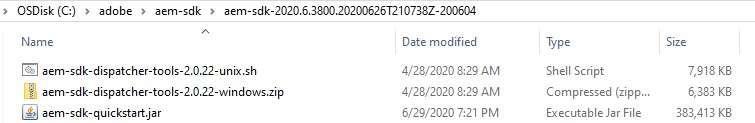 OSDisk (C:) › adobe › aem-sdk › aem-sdk-2020.6.3800.20200626T210738Z-200604
Name Date modified Type Size
aem-sdk-dispatcher-tools-2.0.22-unix.sh 4/28/2020 8:29 AM Shell Script 7,918 KB
aem-sdk-dispatcher-tools-2.0.22-windows.zip 4/28/2020 8:29 AM Compressed (zipp... 6,383 KB
aem-sdk-quickstart.jar 6/29/2020 7:21 PM Executable Jar File 383,413 KB